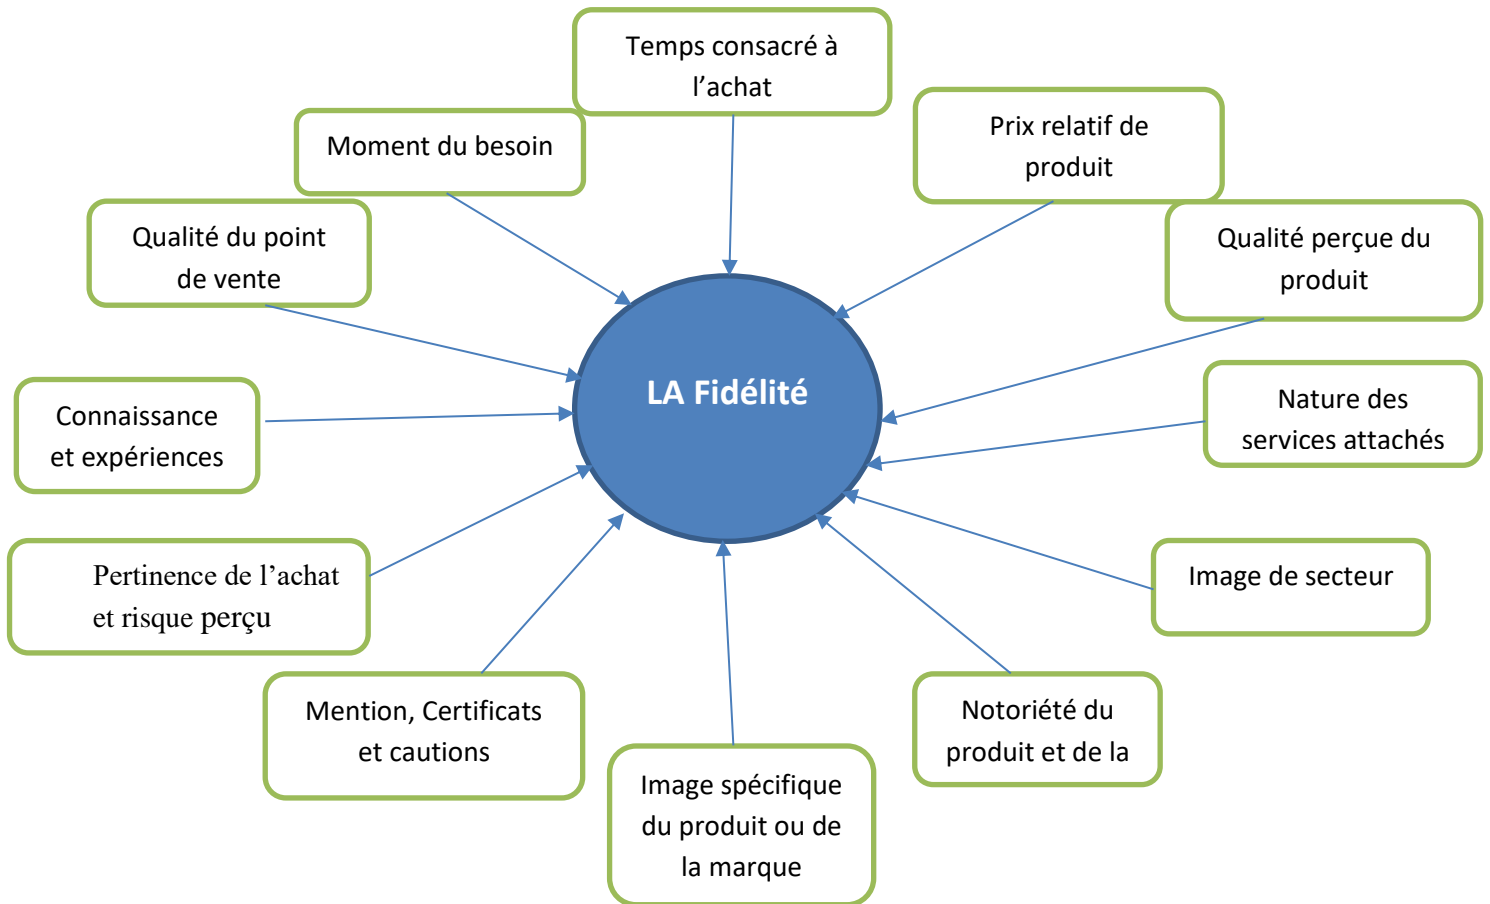 Temps consacré à
l’achat
Prix relatif de
produit
Moment du besoin
Qualité du point
de vente
Qualité perçue du
produit
LA Fidélité
Nature des
services attachés
Connaissance
et expériences
Pertinence de l’achat
et risque perçu
Image de secteur
Mention, Certificats
et cautions
Notoriété du
produit et de la
Image spécifique
du produit ou de
la marque